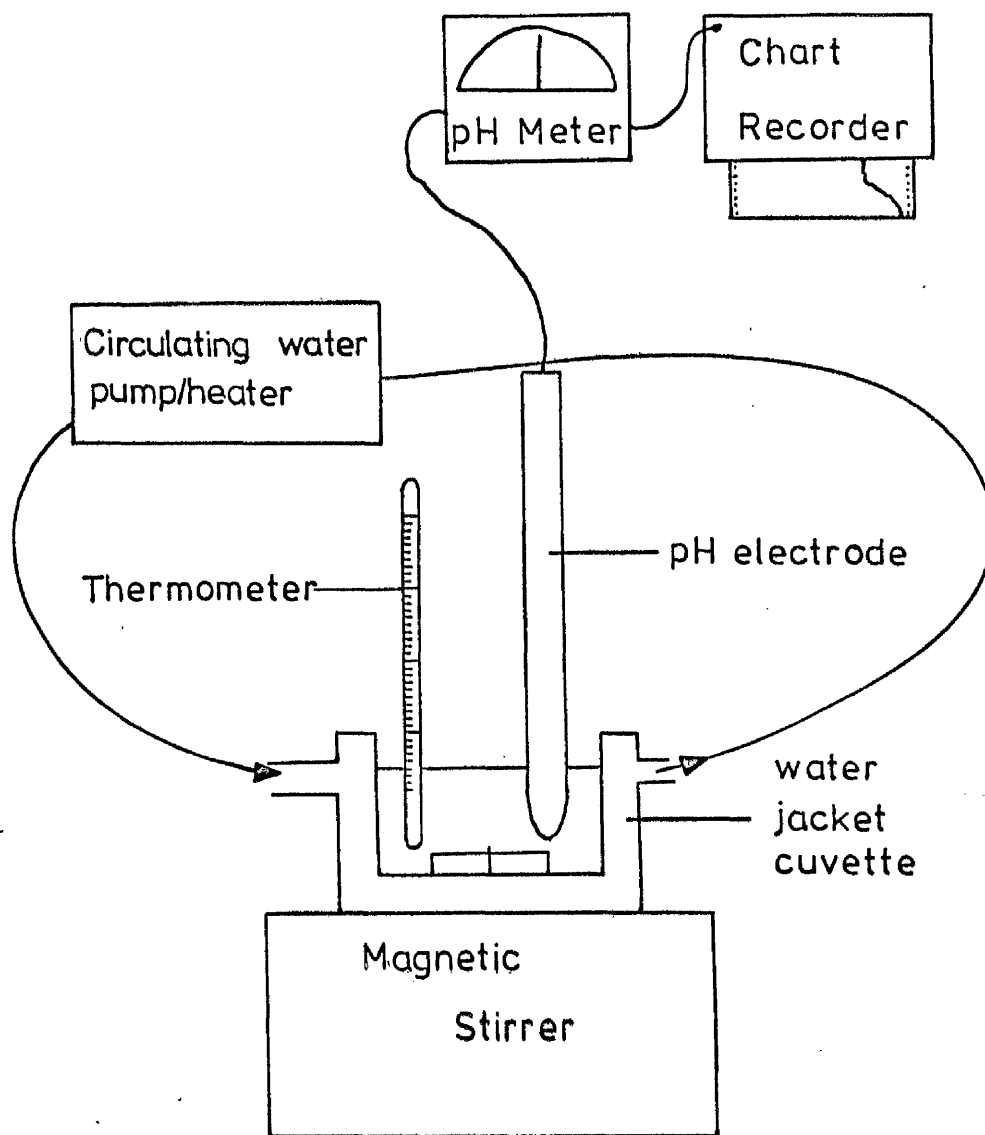 Chart
Recorder
pH Meter
Circulating water
pump/heater
pH electrode
Thermometer
water
jacket
cuvette
Magnetic
Stirrer